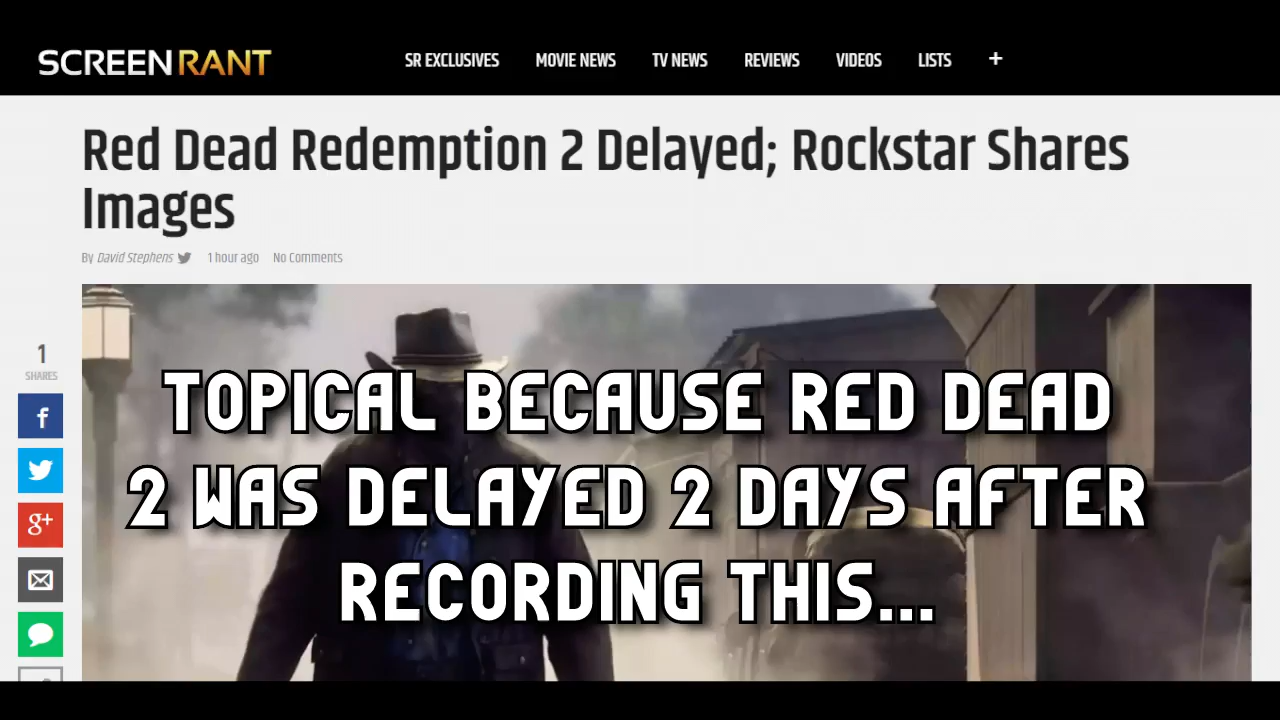 SCREENRANT
SR EXCLUSIVES MOVIE NEWS TV NEWS REVIEWS VIDEOS LISTS +
Red Dead Redemption 2 Delayed; Rockstar Shares
Images
By David Stephens 1 hour ago No Comments
1
SHARES
f
g+
TOPICAL BECAUSE RED DEAD
2 WAS DELAYED 2 DAYS AFTER
RECORDING THIS...